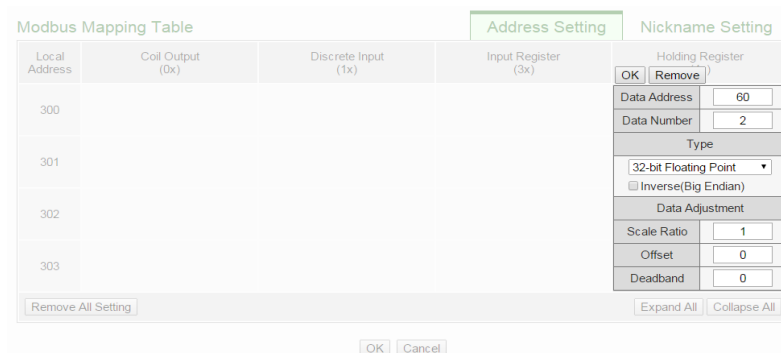 Modbus Mapping Table Address Setting Nickname Setting
Local Address Coil Output (0x) Discrete Input (1x) Input Register (3x) Holding Register
OK Remove )
300
301
302
303
Data Address 60
Data Number 2
Type
32-bit Floating Point
Inverse(Big Endian)
Data Adjustment
Scale Ratio 1
Offset 0
Deadband 0
Remove All Setting Expand All Collapse All
OK Cancel